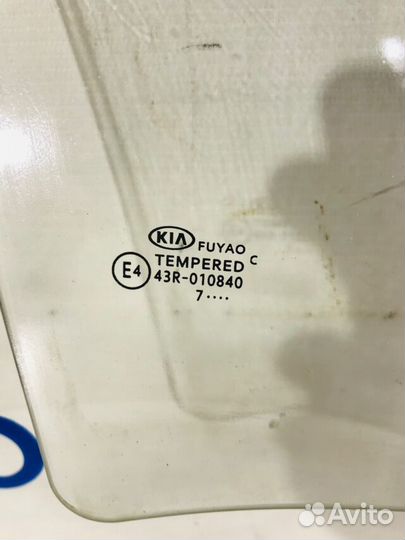 KIA FUYAO C
TEMPERED
E4 43R-010840
7····
Avito